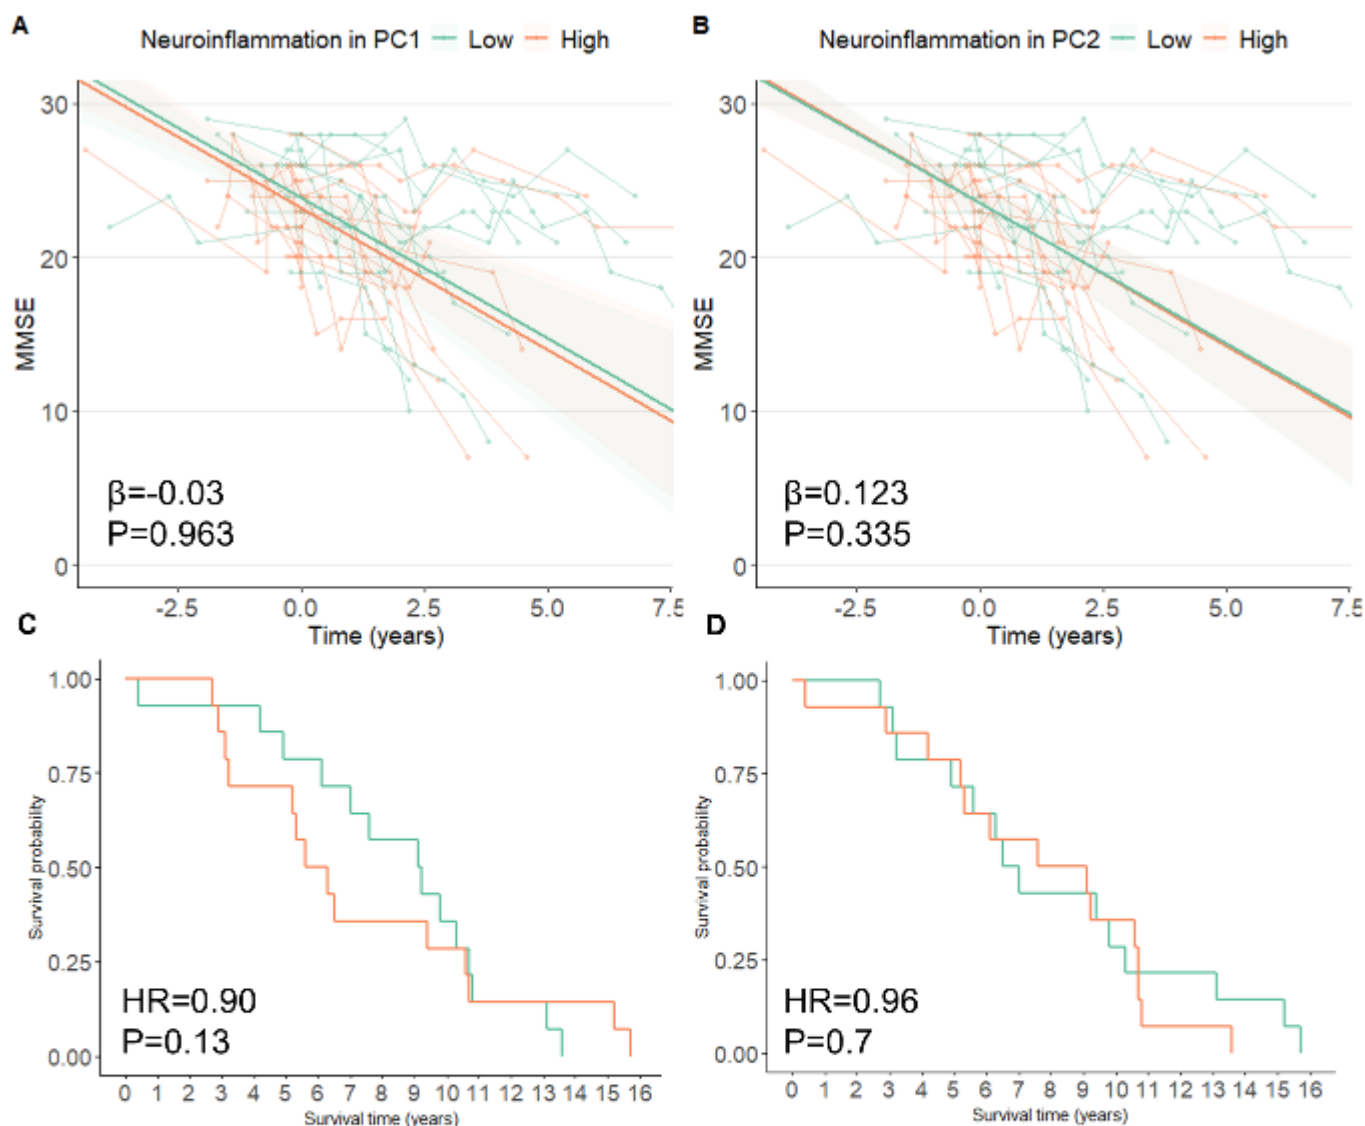 A
Neuroinflammation in PC1 Low High
30
20
10
0
MMSE
β=-0.03
P=0.963
-2.5 0.0 2.5 5.0 7.5
Time (years)
B
Neuroinflammation in PC2 Low High
30
20
10
0
MMSE
β=0.123
P=0.335
-2.5 0.0 2.5 5.0 7.5
Time (years)
C
1.00
0.75
0.50
0.25
0.00
Survival probability
HR=0.90
P=0.13
0 1 2 3 4 5 6 7 8 9 10 11 12 13 14 15 16
Survival time (years)
D
1.00
0.75
0.50
0.25
0.00
Survival probability
HR=0.96
P=0.7
0 1 2 3 4 5 6 7 8 9 10 11 12 13 14 15 16
Survival time (years)